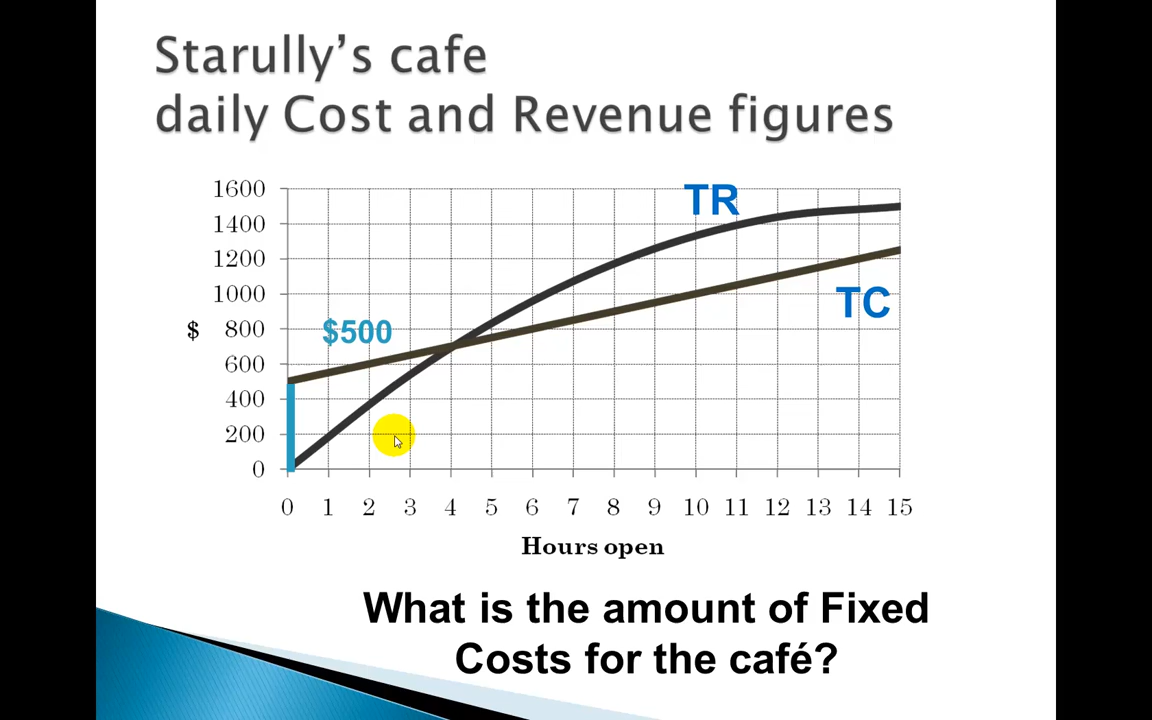 Starully’s cafe
daily Cost and Revenue figures
TR
TC
$500
$
1600
1400
1200
1000
800
600
400
200
0
0 1 2 3 4 5 6 7 8 9 10 11 12 13 14 15
Hours open
What is the amount of Fixed
Costs for the café?